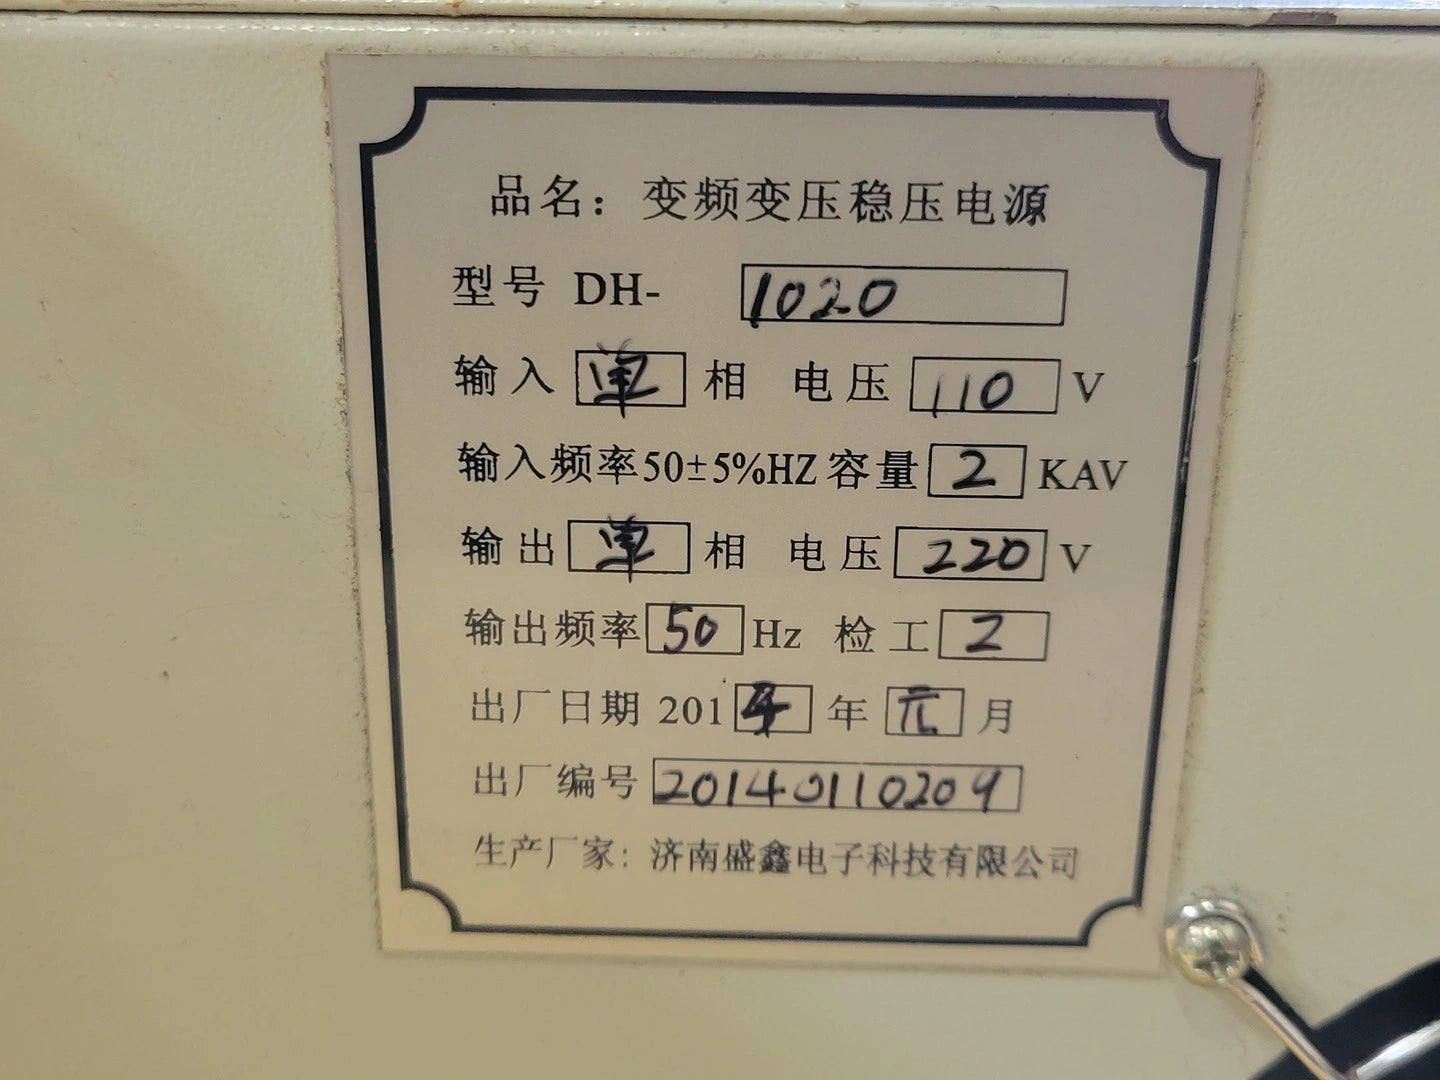 品名：变频变压稳压电源
型号 DH- 1020
输入 单 相 电压 110 V
输入频率50±5%HZ 容量 2 KAV
输出 单 相 电压 220 V
输出频率 50 Hz 检工 2
出厂日期 2014 年 元 月
出厂编号 201401110209
生产厂家：济南盛鑫电子科技有限公司